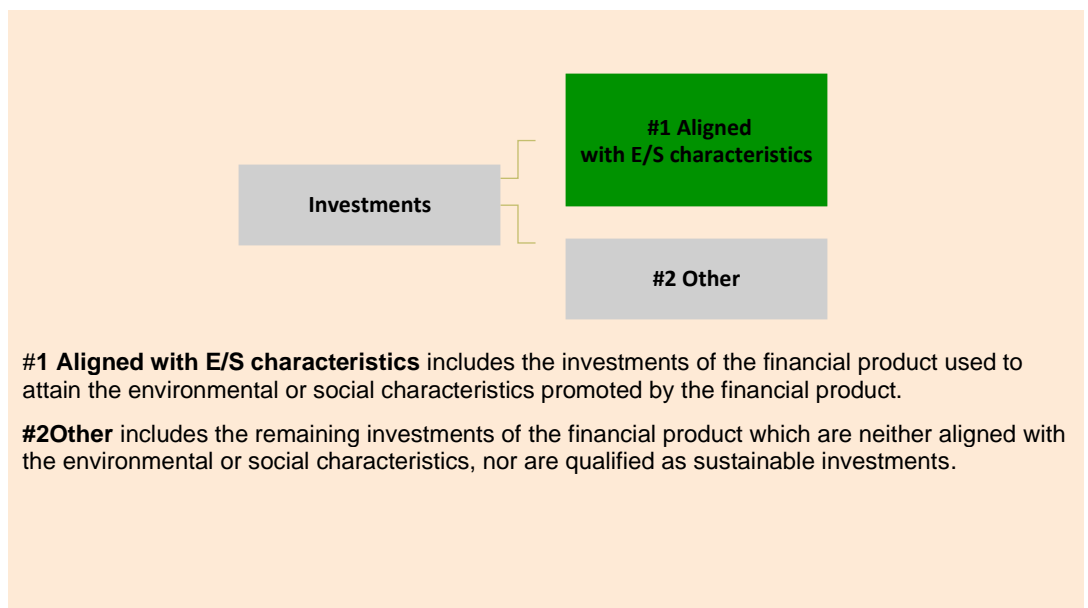 #1 Aligned
with E/S characteristics
Investments
#2 Other
#1 Aligned with E/S characteristics includes the investments of the financial product used to
attain the environmental or social characteristics promoted by the financial product.
#2Other includes the remaining investments of the financial product which are neither aligned with
the environmental or social characteristics, nor are qualified as sustainable investments.